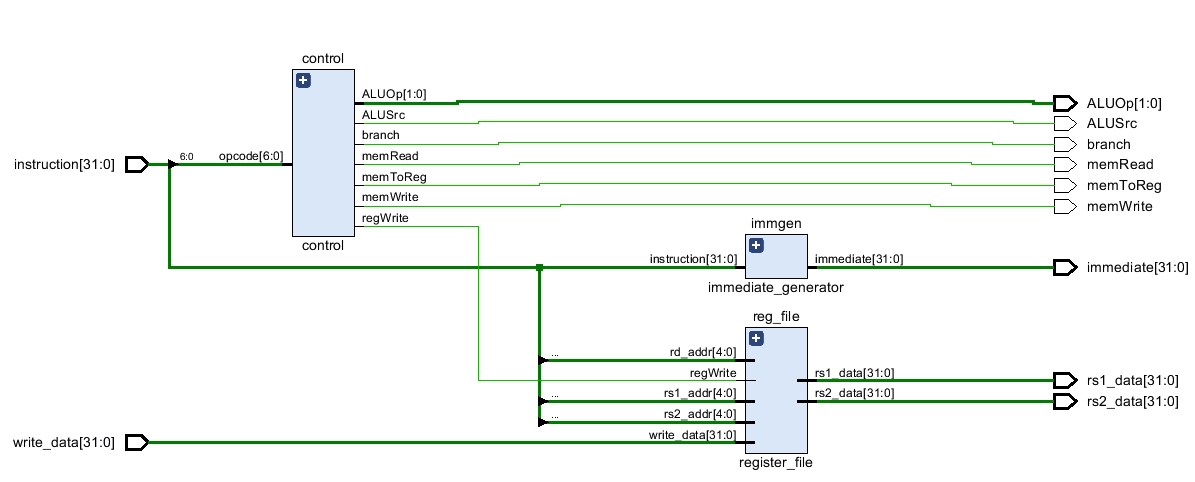 control
ALUOp[1:0]
ALUOp[1:0]
ALUSrc
ALUSrc
branch
branch
instruction[31:0]
6:0
opcode[6:0]
memRead
memRead
memToReg
memToReg
memWrite
memWrite
regWrite
control
immgen
instruction[31:0]
immediate[31:0]
immediate[31:0]
immediate_generator
reg_file
...
rd_addr[4:0]
regWrite
rs1_data[31:0]
rs1_data[31:0]
...
rs1_addr[4:0]
rs2_data[31:0]
rs2_data[31:0]
...
rs2_addr[4:0]
write_data[31:0]
write_data[31:0]
register_file